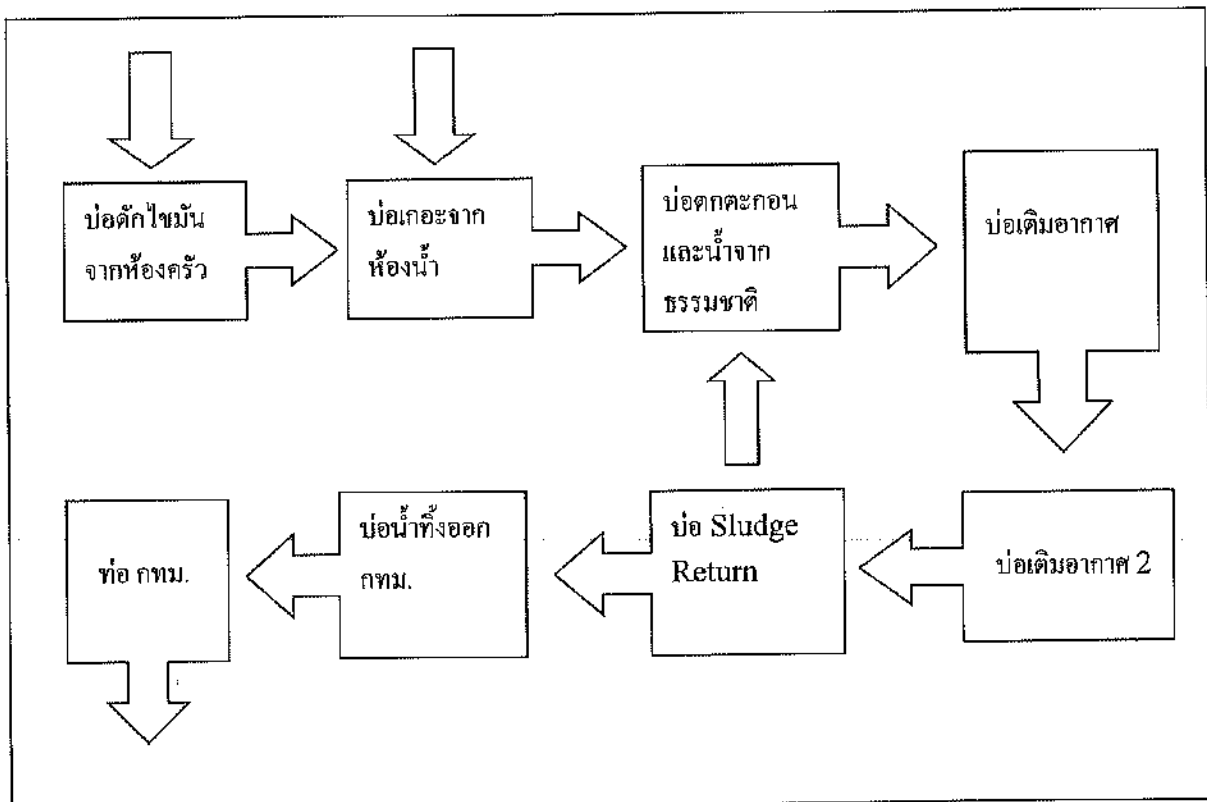 บ่อดักไขมัน
จากห้องครัว
บ่อเกอะจาก
ห้องน้ำ
บ่อตกตะกอน
และน้ำจาก
ธรรมชาติ
บ่อเติมอากาศ
ท่อ กทม.
บ่อน้ำทิ้งออก
กทม.
บ่อ Sludge
Return
บ่อเติมอากาศ 2